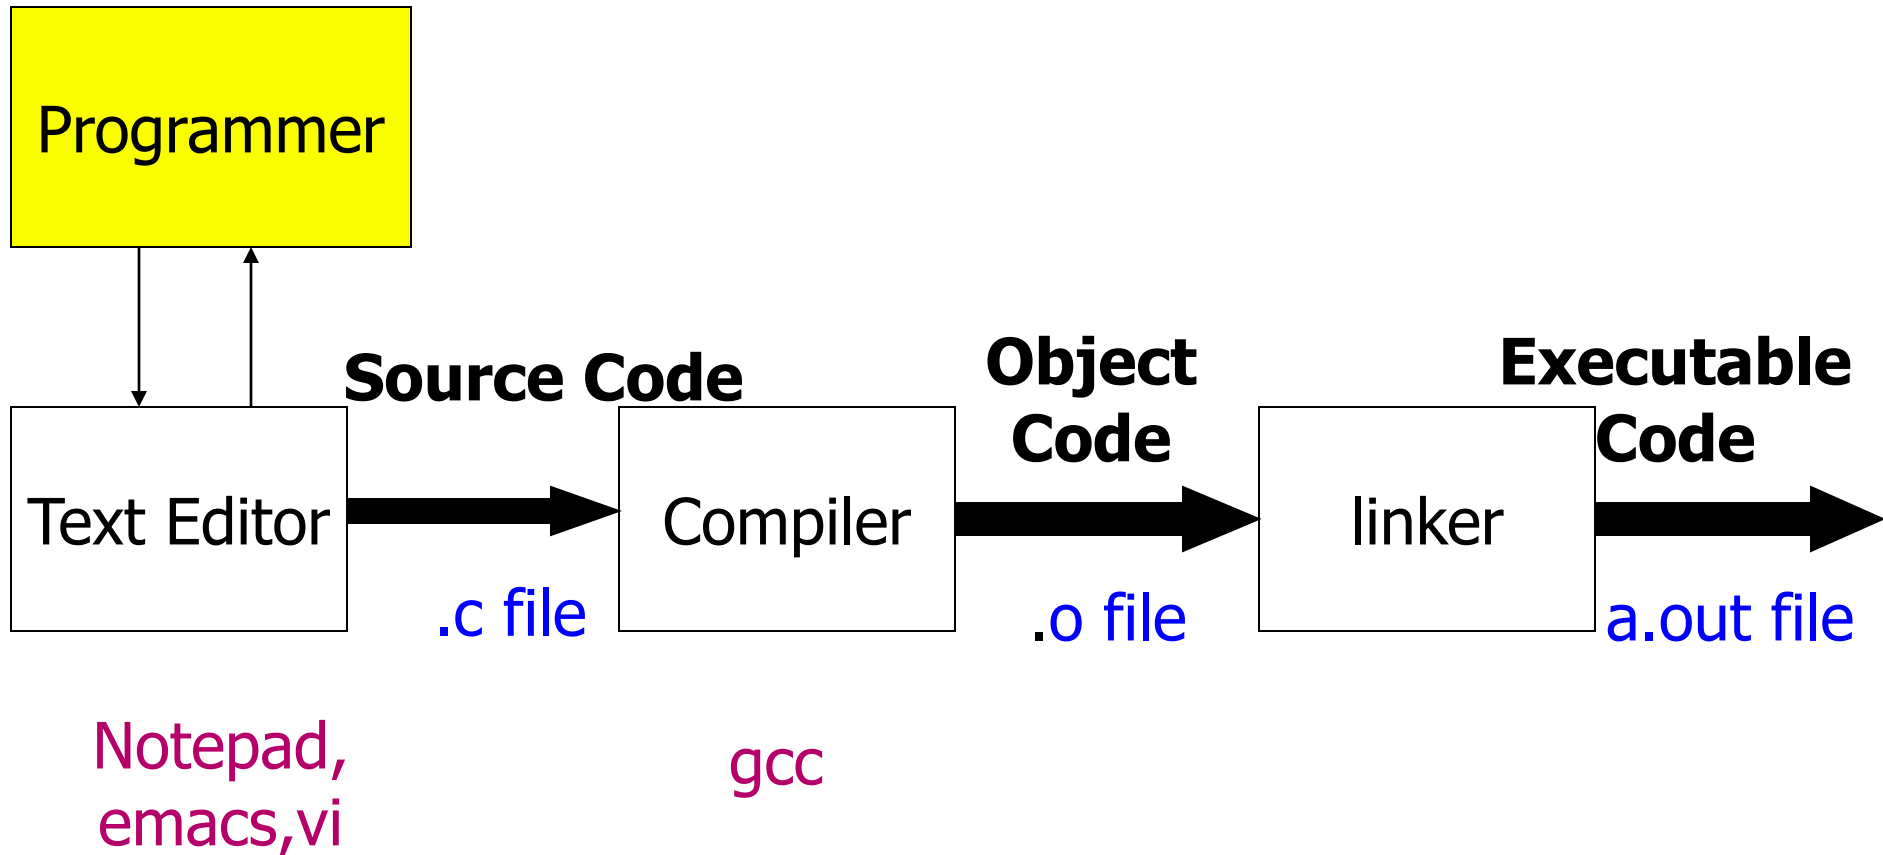 Programmer
Source Code
Object
Code
Executable
Code
Text Editor
Compiler
linker
.c file
.o file
a.out file
Notepad,
emacs,vi
gcc